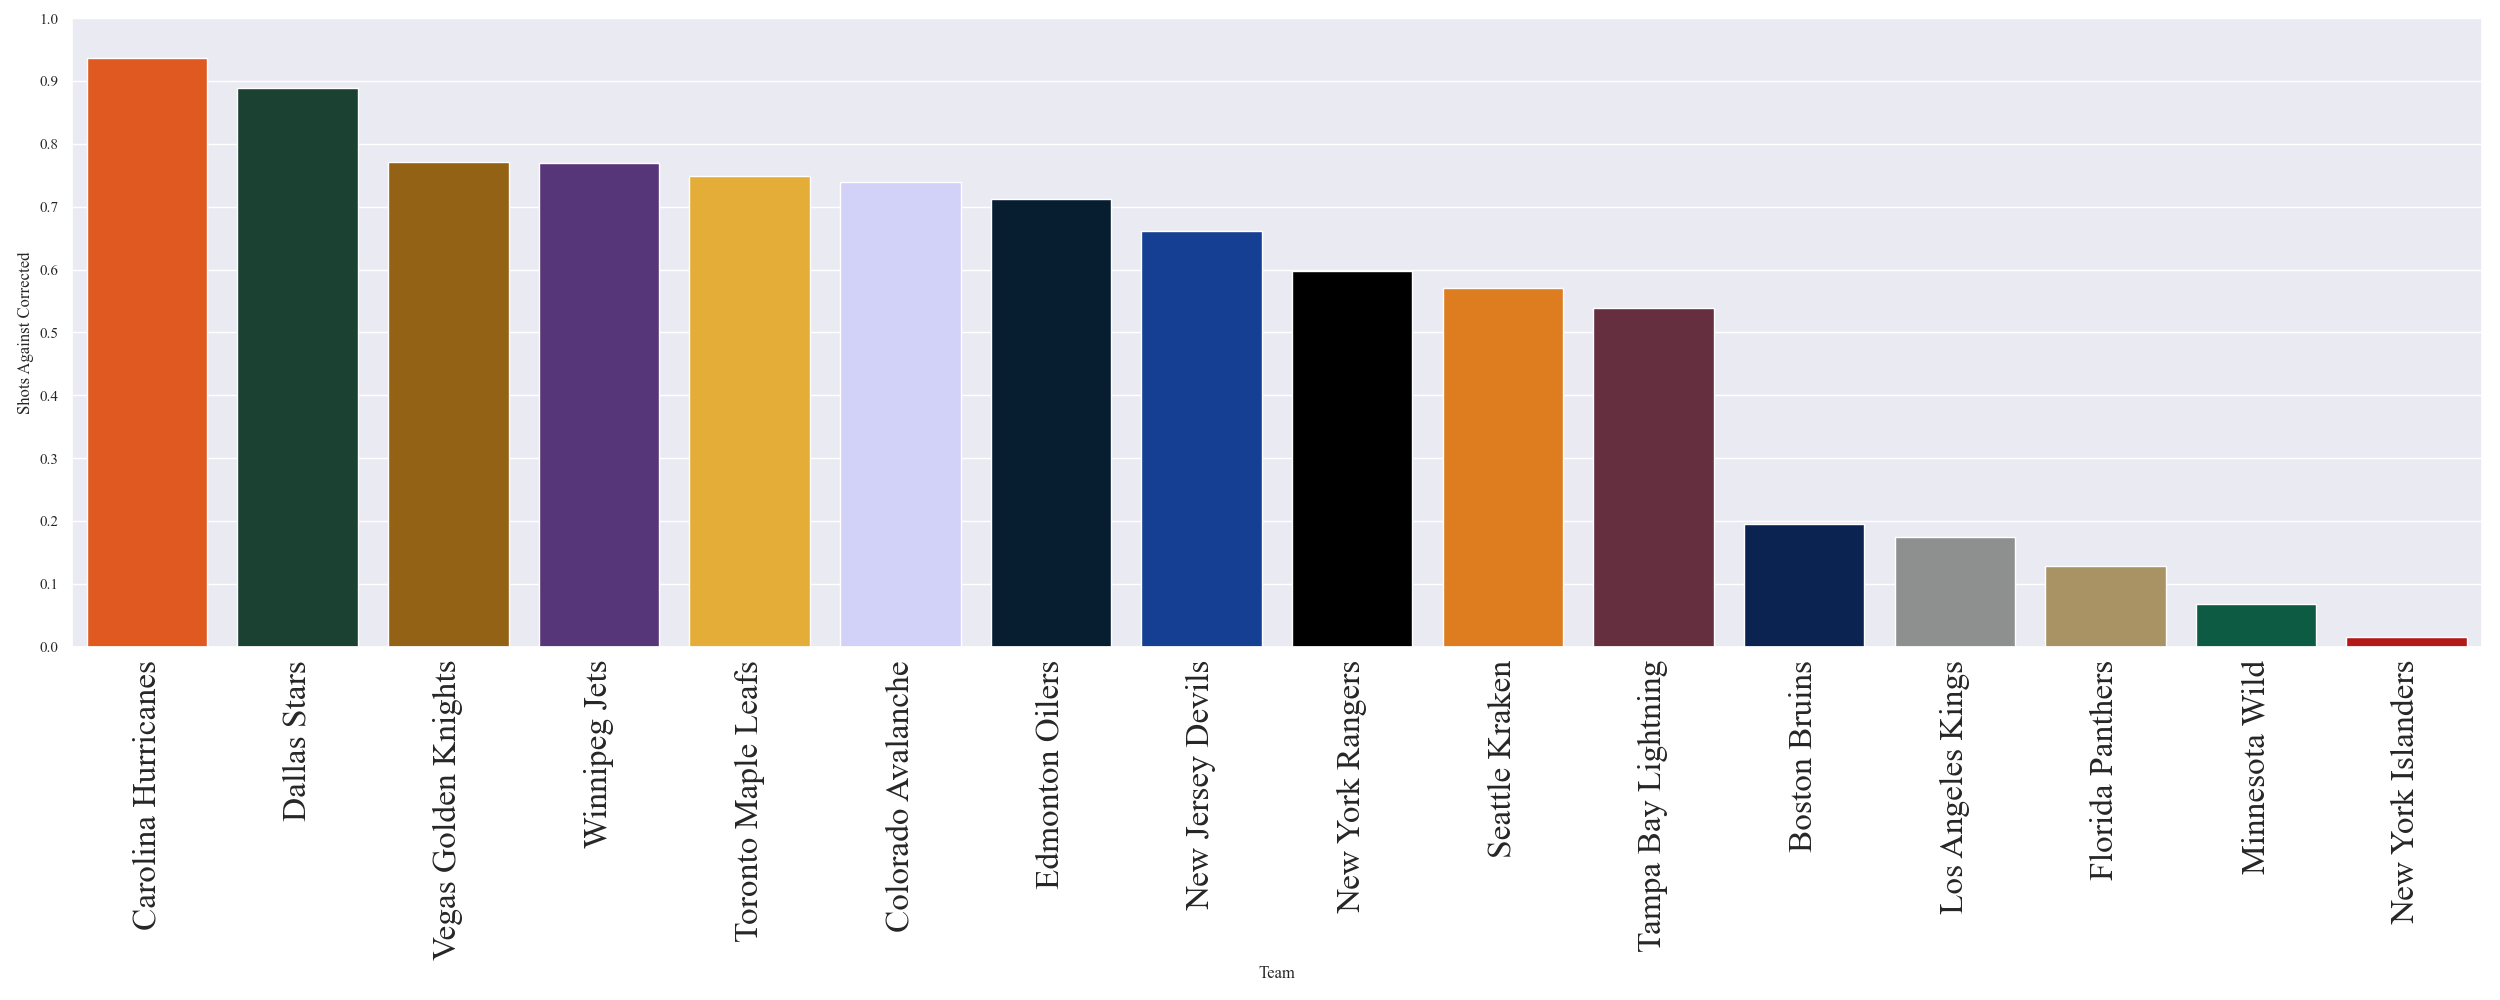 1.0
0.9
0.8
0.7
0.6
0.5
0.4
0.3
0.2
0.1
0.0
Shots Against Corrected
Carolina Hurricanes
Dallas Stars
Vegas Golden Knights
Winnipeg Jets
Toronto Maple Leafs
Colorado Avalanche
Edmonton Oilers
New Jersey Devils
New York Rangers
Seattle Kraken
Tampa Bay Lightning
Boston Bruins
Los Angeles Kings
Florida Panthers
Minnesota Wild
New York Islanders
Team